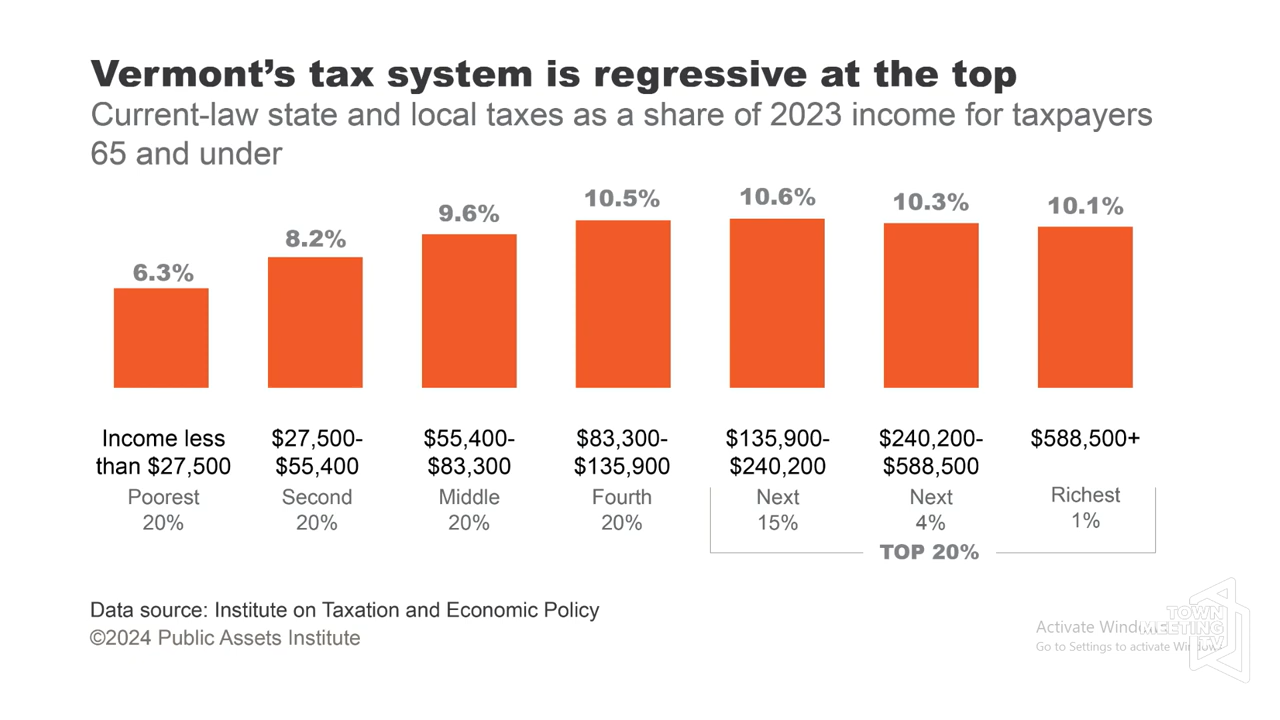 Vermont’s tax system is regressive at the top
Current-law state and local taxes as a share of 2023 income for taxpayers
65 and under
6.3%
8.2%
9.6%
10.5%
10.6%
10.3%
10.1%
Income less
than $27,500
Poorest
20%
$27,500-
$55,400
Second
20%
$55,400-
$83,300
Middle
20%
$83,300-
$135,900
Fourth
20%
$135,900-
$240,200
Next
15%
$240,200-
$588,500
Next
4%
$588,500+
Richest
1%
TOP 20%
Data source: Institute on Taxation and Economic Policy
©2024 Public Assets Institute
Activate Windows
Go to Settings to activate Windows
TOWN
MEETING
TV